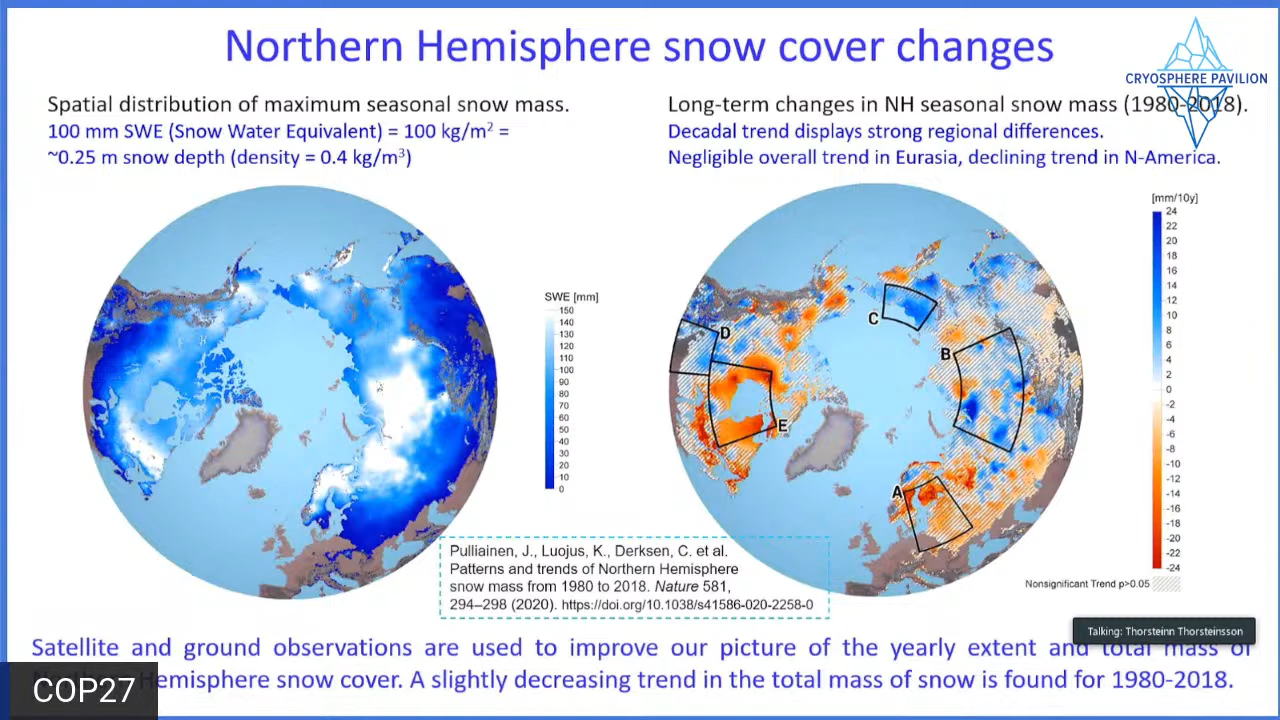 Northern Hemisphere snow cover changes
CRYOSPHERE PAVILION
Spatial distribution of maximum seasonal snow mass.
100 mm SWE (Snow Water Equivalent) = 100 kg/m² =
~0.25 m snow depth (density = 0.4 kg/m³)
Long-term changes in NH seasonal snow mass (1980-2018).
Decadal trend displays strong regional differences.
Negligible overall trend in Eurasia, declining trend in N-America.
SWE [mm]
150
140
130
120
110
100
90
80
70
60
50
40
30
20
10
0
[mm/10y]
24
22
20
18
16
14
12
10
8
6
4
2
0
-2
-4
-6
-8
-10
-12
-14
-16
-18
-20
-22
-24
C
D
B
E
A
Nonsignificant Trend p>0.05
Pulliainen, J., Luojus, K., Derksen, C. et al.
Patterns and trends of Northern Hemisphere
snow mass from 1980 to 2018. Nature 581,
294–298 (2020). https://doi.org/10.1038/s41586-020-2258-0
Talking: Thorsteinn Thorsteinsson
Satellite and ground observations are used to improve our picture of the yearly extent and total mass of
emisphere snow cover. A slightly decreasing trend in the total mass of snow is found for 1980-2018.
COP27